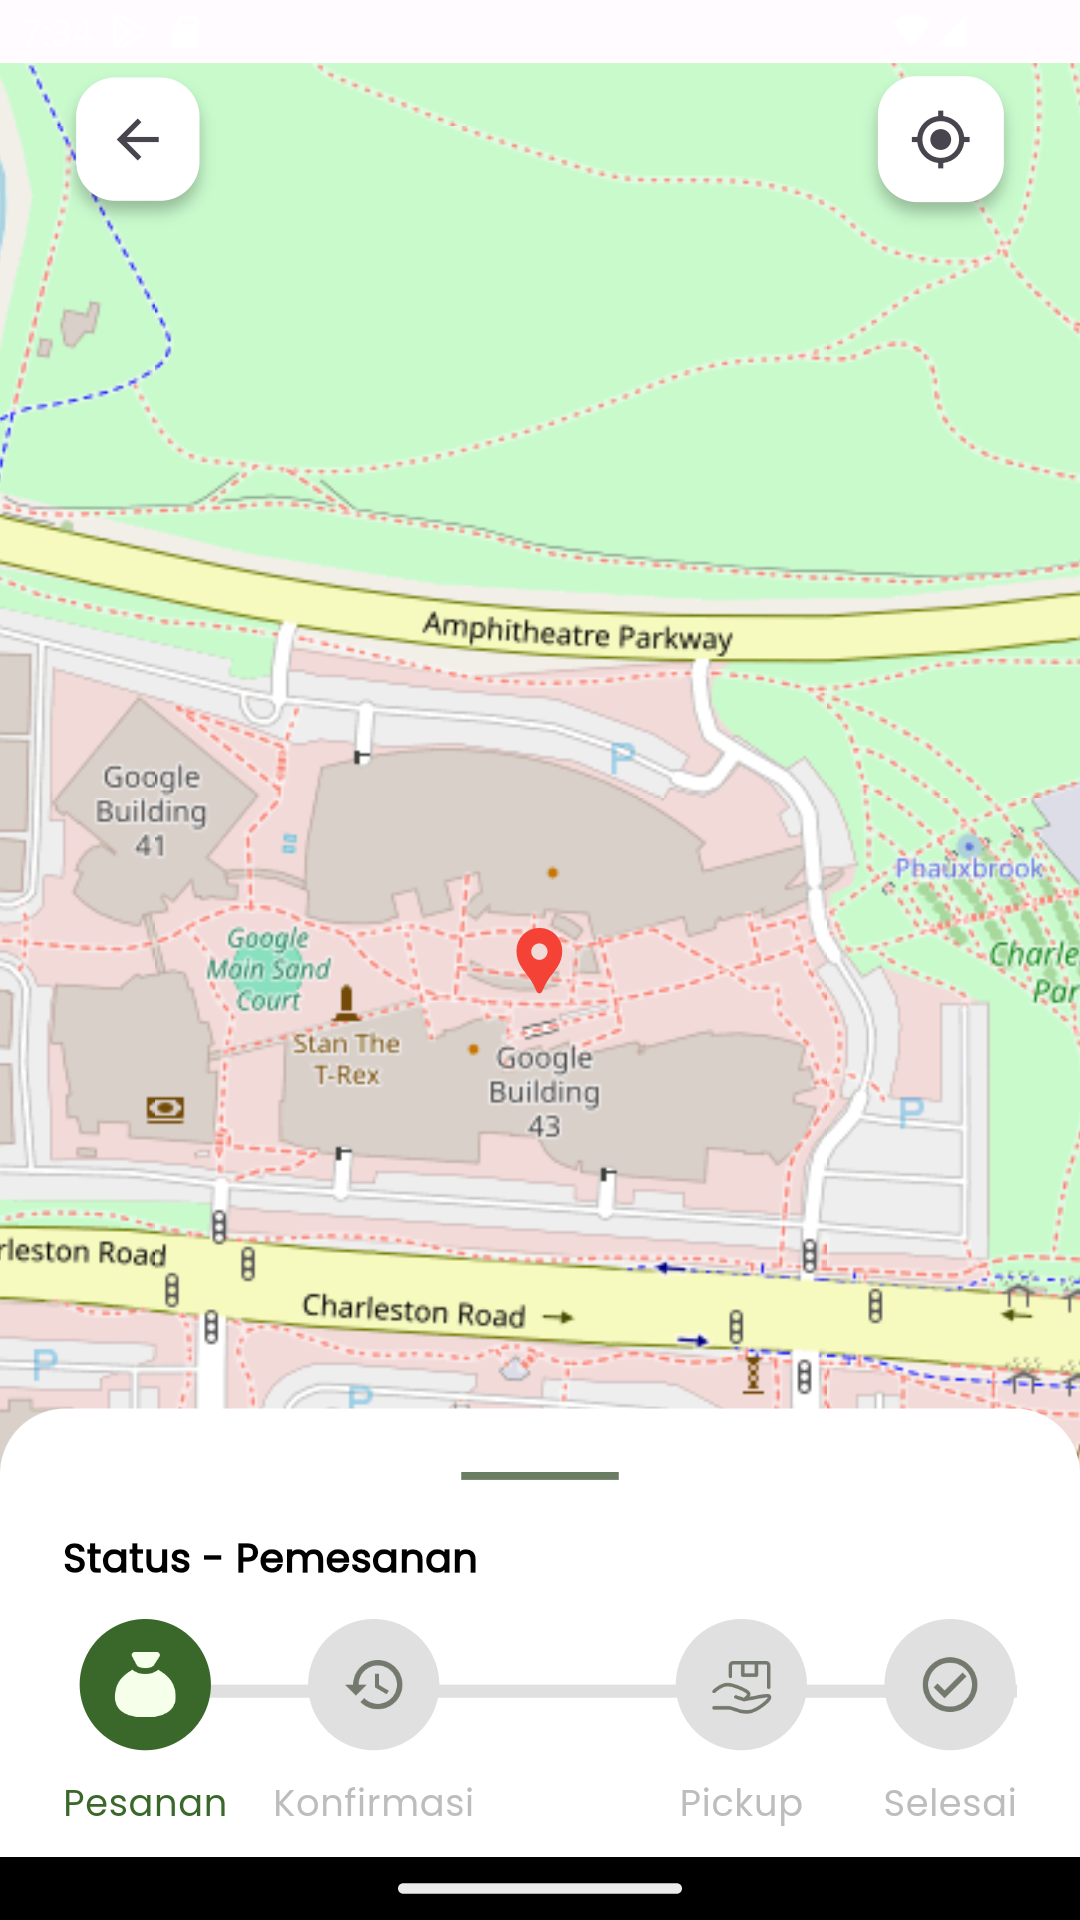 Amphitheatre Parkway
P
Google
Building
41
Phauxbrook
Google
Main Sand
Court
Charle
Par
Stan The
T-Rex
Google
Building
43
P
rleston Road
Charleston Road
P
P
Status - Pemesanan
Pesanan
Konfirmasi
Pickup
Selesai